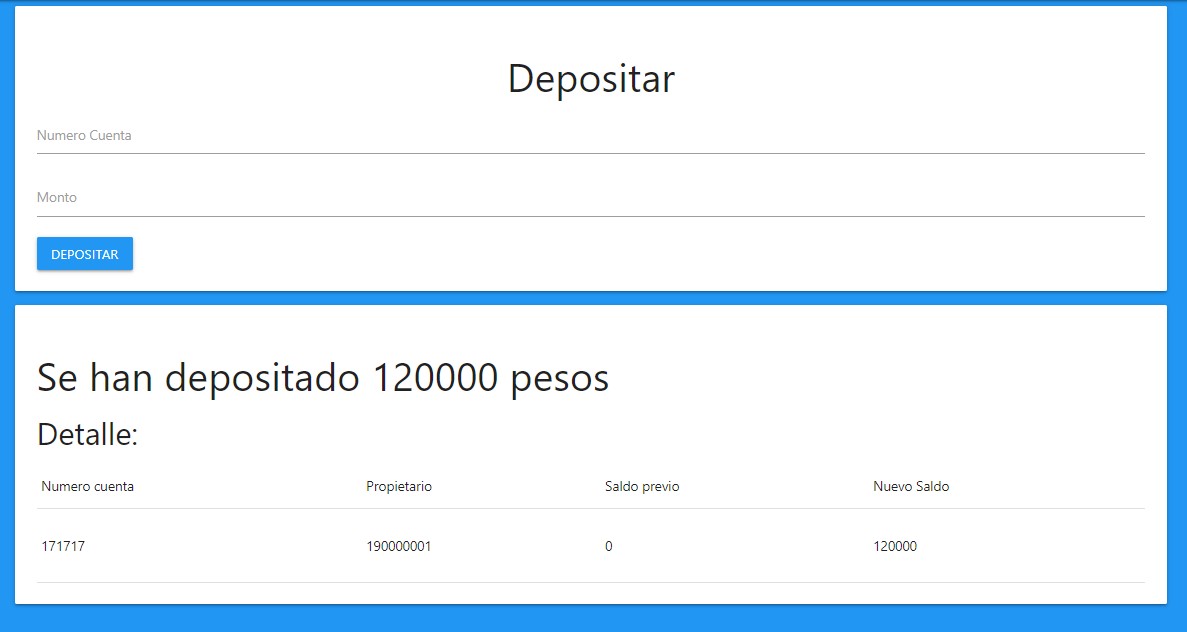 Depositar
Numero Cuenta
Monto
DEPOSITAR
Se han depositado 120000 pesos
Detalle:
Numero cuenta Propietario Saldo previo Nuevo Saldo
171717 190000001 0 120000